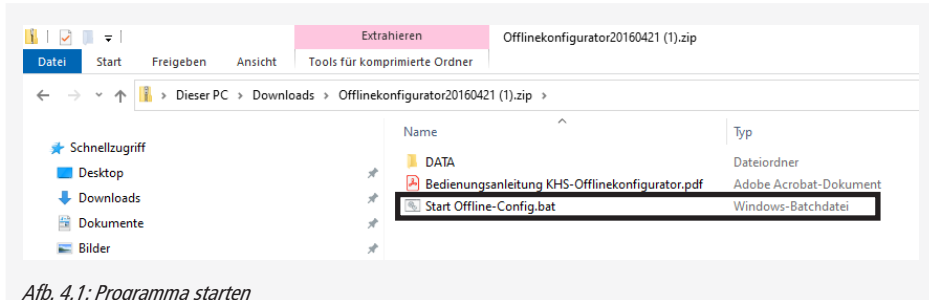 Extrahieren Offlinekonfigurator20160421 (1).zip
Datei Start Freigeben Ansicht Tools für komprimierte Ordner
Dieser PC > Downloads > Offlinekonfigurator20160421 (1).zip >
Name Typ
Schnellzugriff
DATA Dateiordner
Desktop
Bedienungsanleitung KHS-Offlinekonfigurator.pdf Adobe Acrobat-Dokument
Downloads
Start Offline-Config.bat Windows-Batchdatei
Dokumente
Bilder
Afb. 4.1: Programma starten